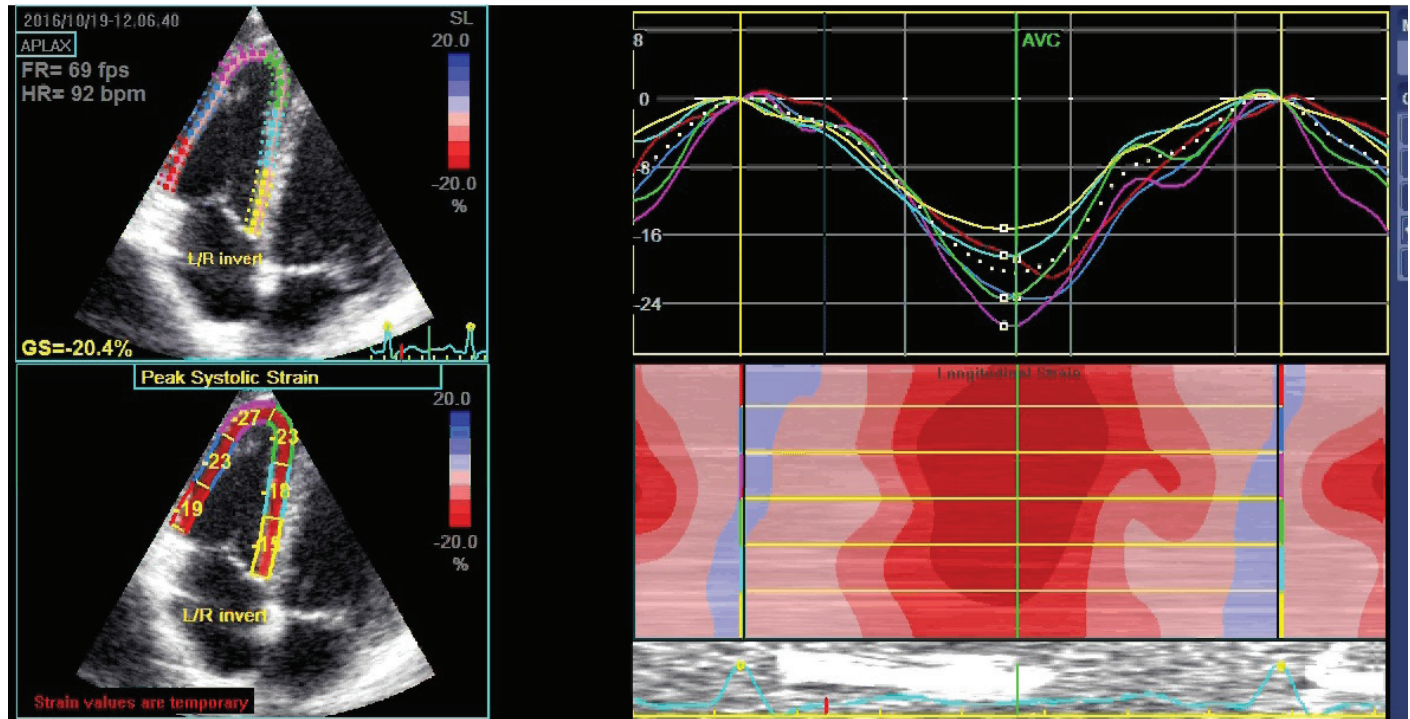 2016/10/19-12.06.40
APLAX
FR= 69 fps
HR= 92 bpm
SL
20.0
-20.0
%
L/R invert
GS=-20.4%
8
0
-8
-16
-24
AVC
Peak Systolic Strain
20.0
-20.0
%
-27
-23
-23
-18
-19
-15
L/R invert
Strain values are temporary
Longitudinal Strain